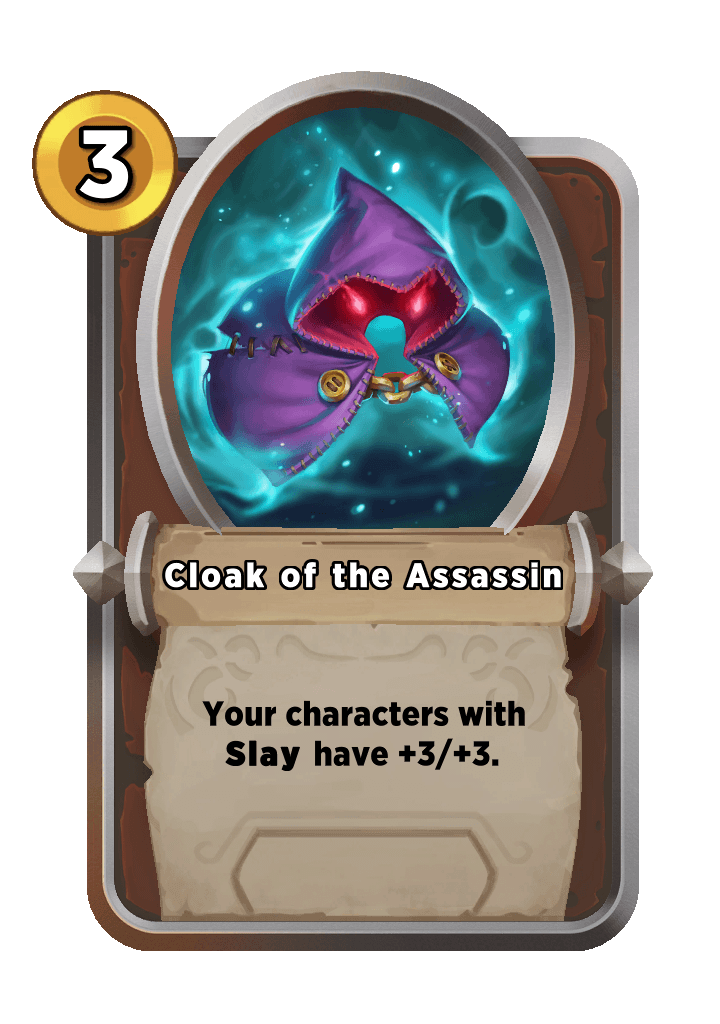 3
Cloak of the Assassin
Your characters with
Slay have +3/+3.